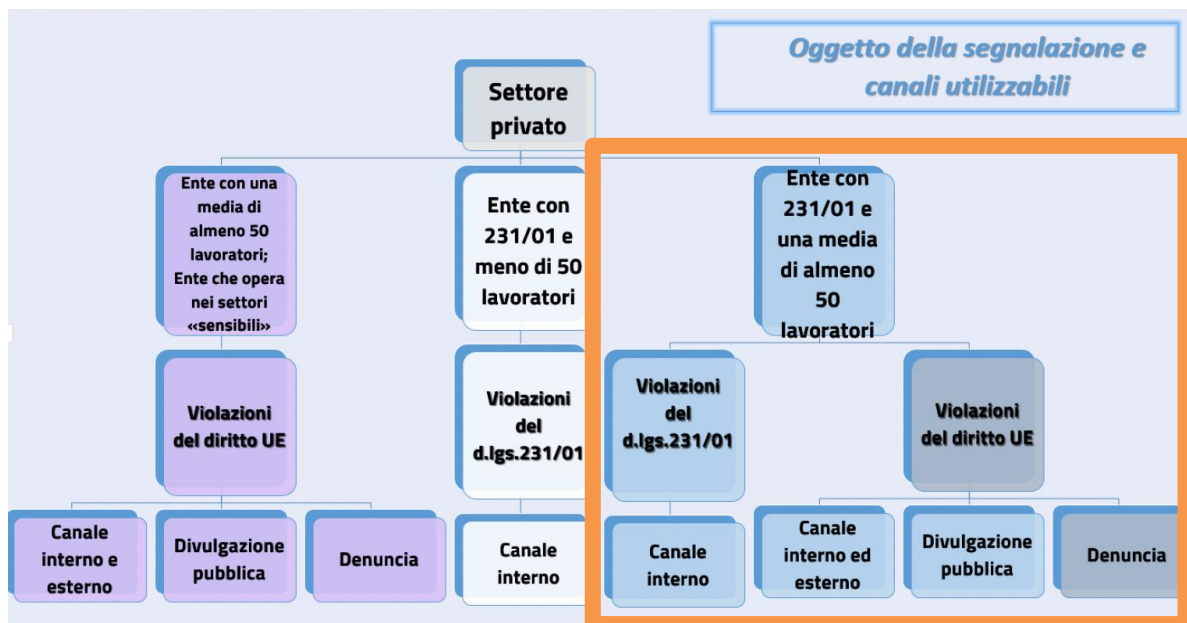 Oggetto della segnalazione e
canali utilizzabili
Settore
privato
Ente con una
media di
almeno 50
lavoratori;
Ente che opera
nei settori
«sensibili»
Ente con
231/01 e
meno di 50
lavoratori
Ente con
231/01 e
una media
di almeno
50
lavoratori
Violazioni
del diritto UE
Violazioni
del
d.lgs.231/01
Violazioni
del
d.lgs.231/01
Violazioni
del diritto UE
Canale
interno e
esterno
Divulgazione
pubblica
Denuncia
Canale
interno
Canale
interno
Canale
interno ed
esterno
Divulgazione
pubblica
Denuncia